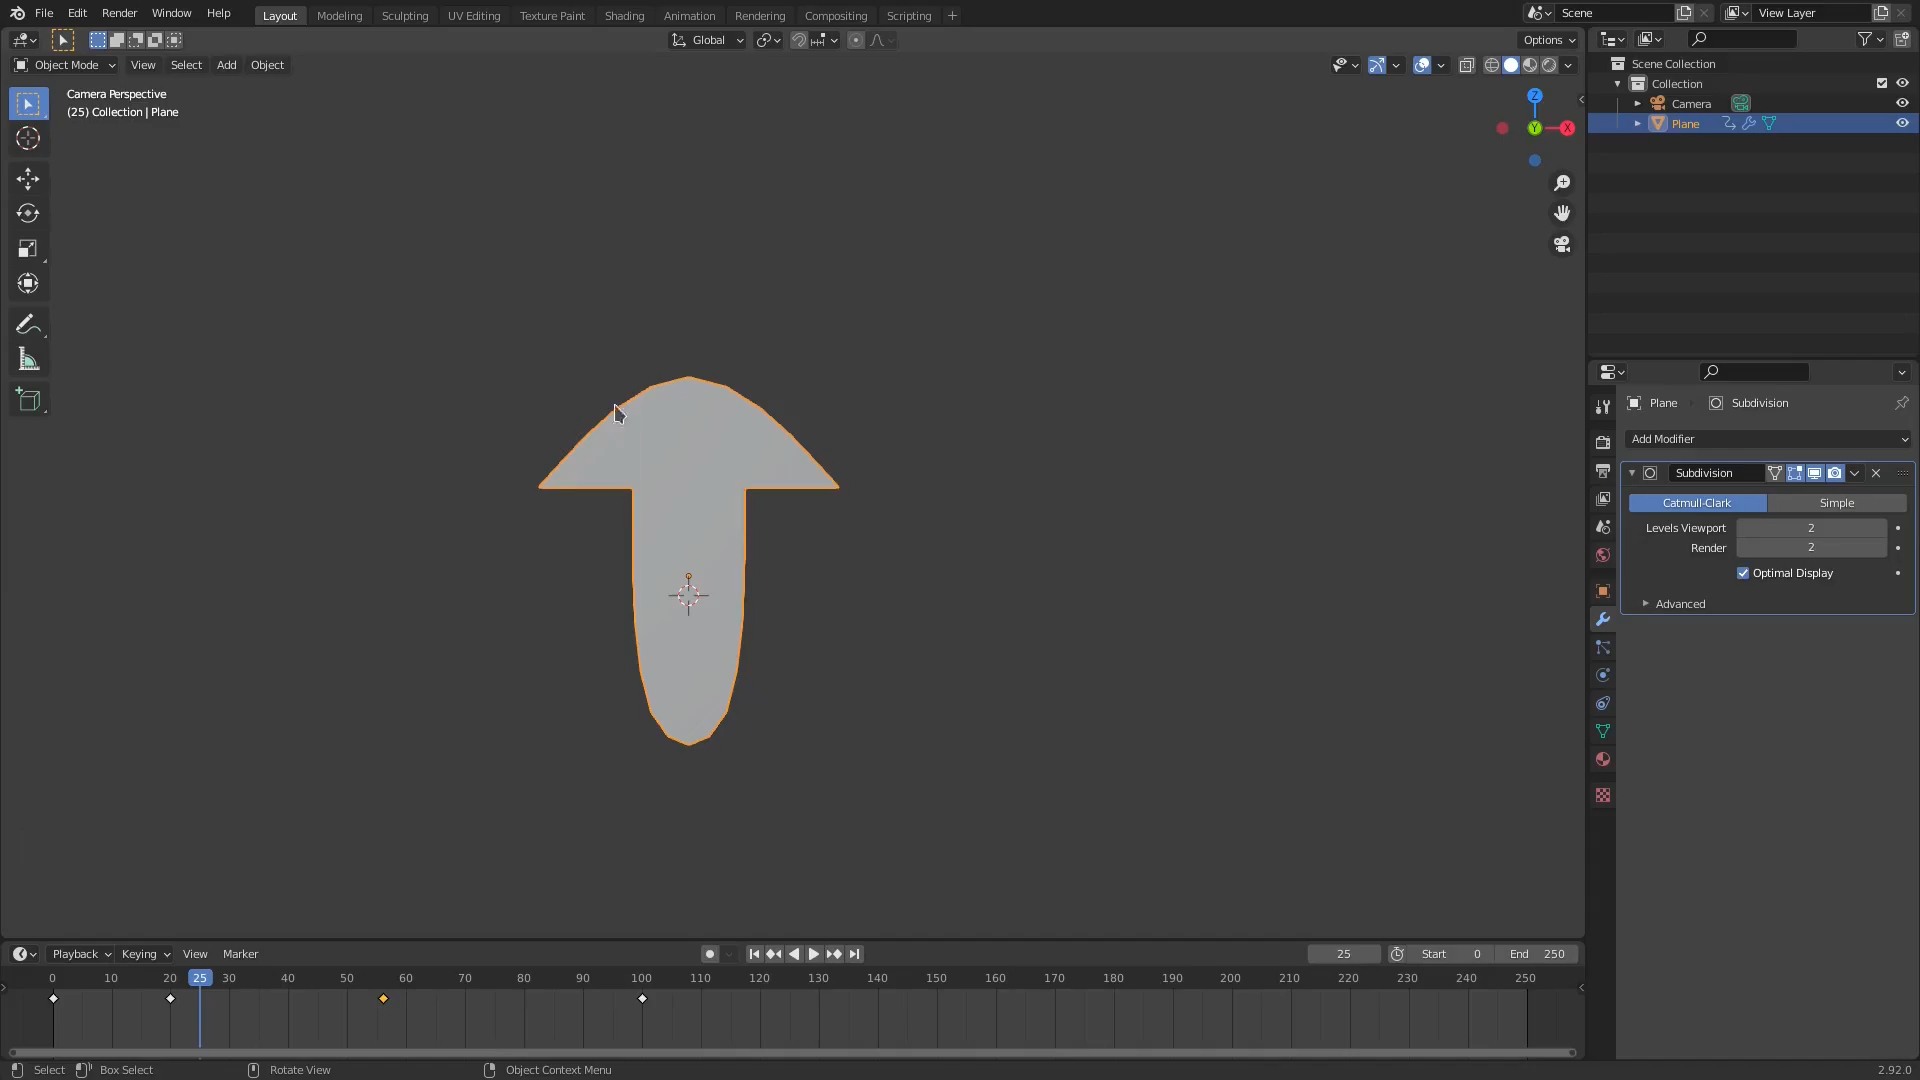 File Edit Render Window Help Layout Modeling Sculpting UV Editing Texture Paint Shading Animation Rendering Compositing Scripting + Scene View Layer
Global Options
Object Mode View Select Add Object
Camera Perspective
(25) Collection | Plane
Z
Y X
Scene Collection
Collection
Camera
Plane
Plane Subdivision
Add Modifier
Subdivision
Catmull-Clark Simple
Levels Viewport 2
Render 2
Optimal Display
Advanced
Playback Keying View Marker 25 Start 0 End 250
0 10 20 25 30 40 50 60 70 80 90 100 110 120 130 140 150 160 170 180 190 200 210 220 230 240 250
Select Box Select Rotate View Object Context Menu 2.92.0